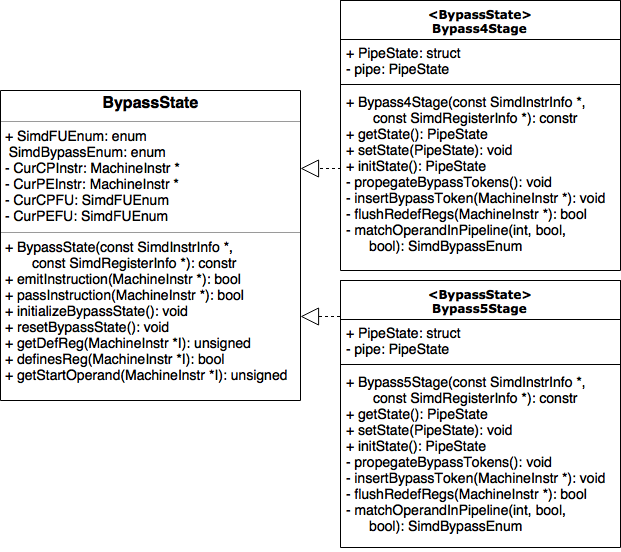 BypassState
+ SimdFUEnum: enum
SimdBypassEnum: enum
- CurCPInstr: MachineInstr *
- CurPEInstr: MachineInstr *
- CurCPFU: SimdFUEnum
- CurPEFU: SimdFUEnum
+ BypassState(const SimdInstrInfo *,
const SimdRegisterInfo *): constr
+ emitInstruction(MachineInstr *): bool
+ passInstruction(MachineInstr *): bool
+ initializeBypassState(): void
+ resetBypassState(): void
+ getDefReg(MachineInstr *I): unsigned
+ definesReg(MachineInstr *I): bool
+ getStartOperand(MachineInstr *I): unsigned
<BypassState>
Bypass4Stage
+ PipeState: struct
- pipe: PipeState
+ Bypass4Stage(const SimdInstrInfo *,
const SimdRegisterInfo *): constr
+ getState(): PipeState
+ setState(PipeState): void
+ initState(): PipeState
- propegateBypassTokens(): void
- insertBypassToken(MachineInstr *): void
- flushRedefRegs(MachineInstr *): bool
- matchOperandInPipeline(int, bool,
bool): SimdBypassEnum
<BypassState>
Bypass5Stage
+ PipeState: struct
- pipe: PipeState
+ Bypass5Stage(const SimdInstrInfo *,
const SimdRegisterInfo *): constr
+ getState(): PipeState
+ setState(PipeState): void
+ initState(): PipeState
- propegateBypassTokens(): void
- insertBypassToken(MachineInstr *): void
- flushRedefRegs(MachineInstr *): bool
- matchOperandInPipeline(int, bool,
bool): SimdBypassEnum